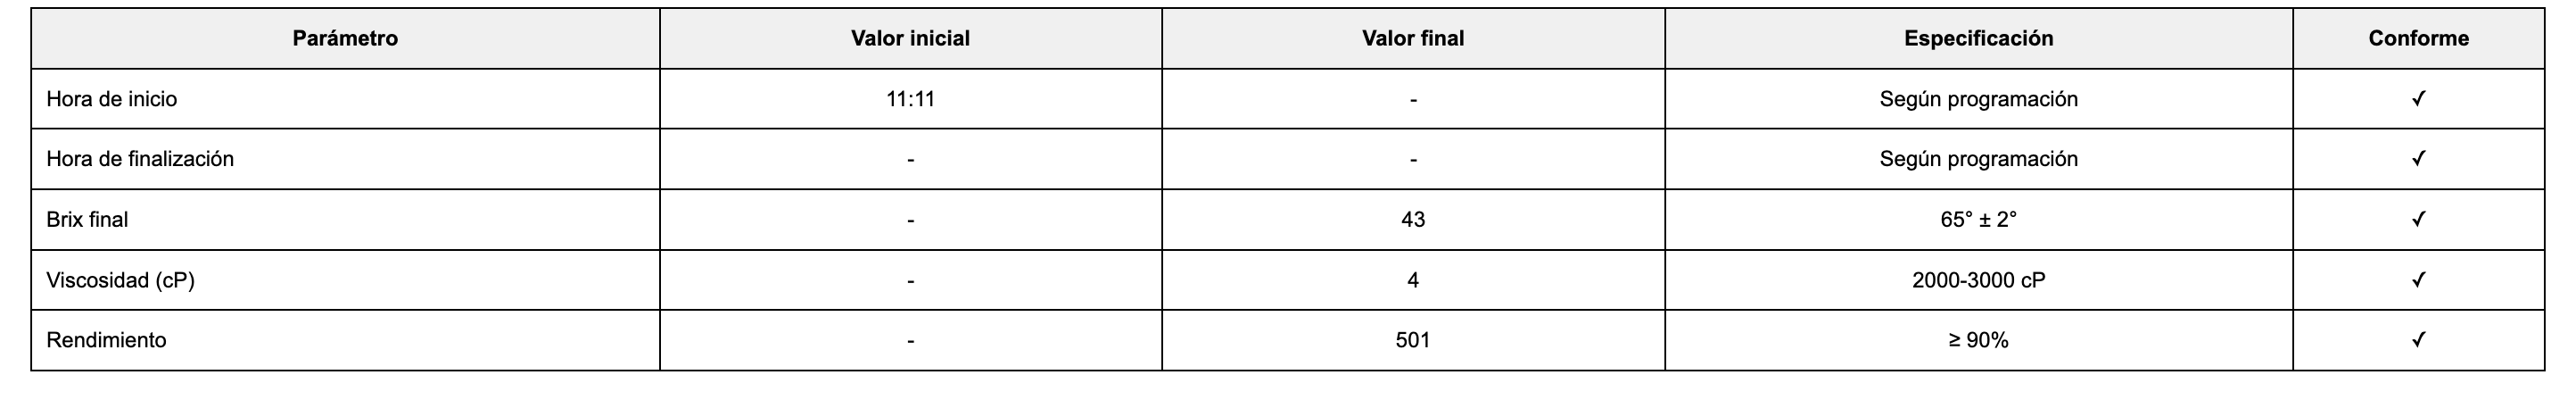 Parámetro Valor inicial Valor final Especificación Conforme
Hora de inicio 11:11 - Según programación ✓
Hora de finalización - - Según programación ✓
Brix final - 43 65° ± 2° ✓
Viscosidad (cP) - 4 2000-3000 cP ✓
Rendimiento - 501 ≥ 90% ✓